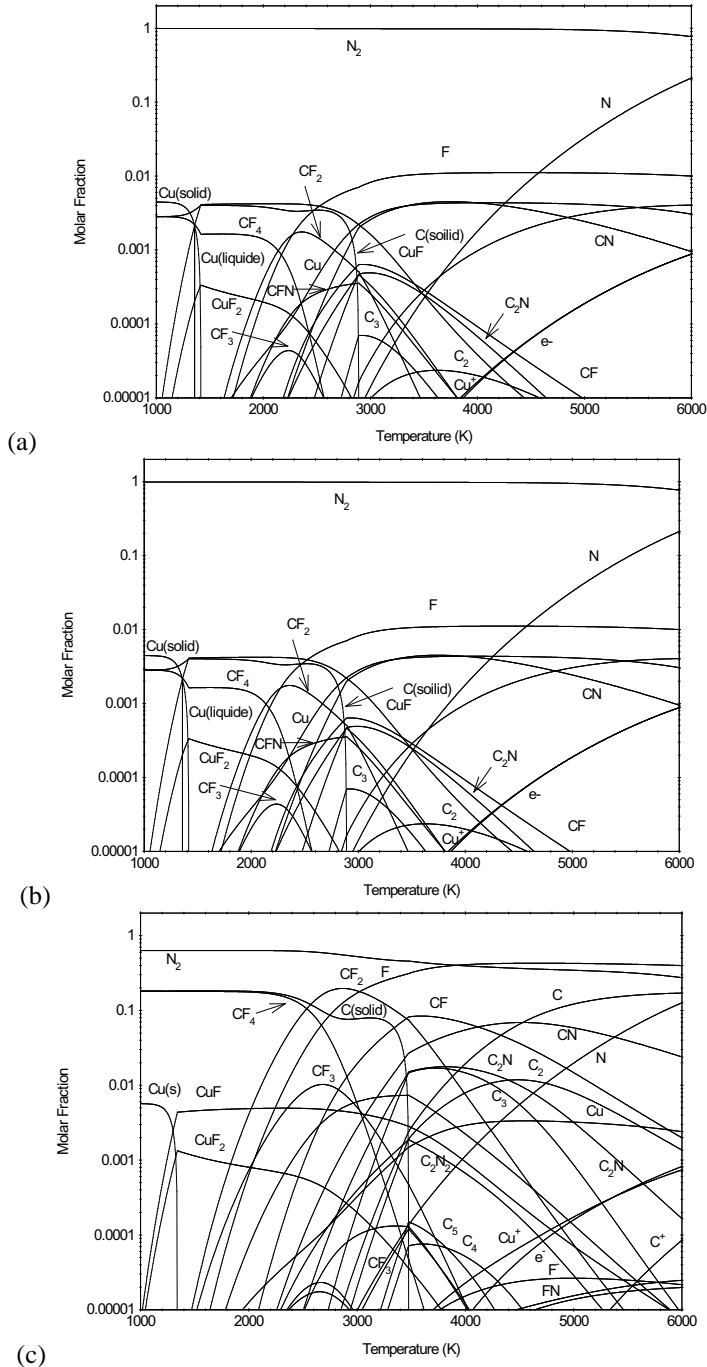 1
N₂
N
0.1
F
CF₂
0.01
Cu(solid)
CF₄
C(soilid)
CuF
CN
Cu(liquide)
Cu
0.001
CFN
CuF₂
C₃
C₂N
0.0001
CF₃
C₂
e-
Cu⁺
CF
0.00001
1000 2000 3000 4000 5000 6000
Molar Fraction
Temperature (K)
(a)
1
N₂
N
0.1
F
CF₂
0.01
Cu(solid)
CF₄
C(soilid)
CuF
CN
Cu(liquide)
Cu
0.001
CFN
CuF₂
C₃
C₂N
0.0001
CF₃
C₂
e-
Cu⁺
CF
0.00001
1000 2000 3000 4000 5000 6000
Molar Fraction
Temperature (K)
(b)
1
N₂
CF₂ F
C
0.1
CF₄
C(solid)
CF
CN
N
CF₃
C₂N C₂
0.01
Cu(s) CuF
C₃
Cu
CuF₂
C₂N₂
C₂N
0.001
C₅
C₄
Cu⁺
C⁺
0.0001
CF₃
e⁻
F⁻
FN
0.00001
1000 2000 3000 4000 5000 6000
Molar Fraction
Temperature (K)
(c)